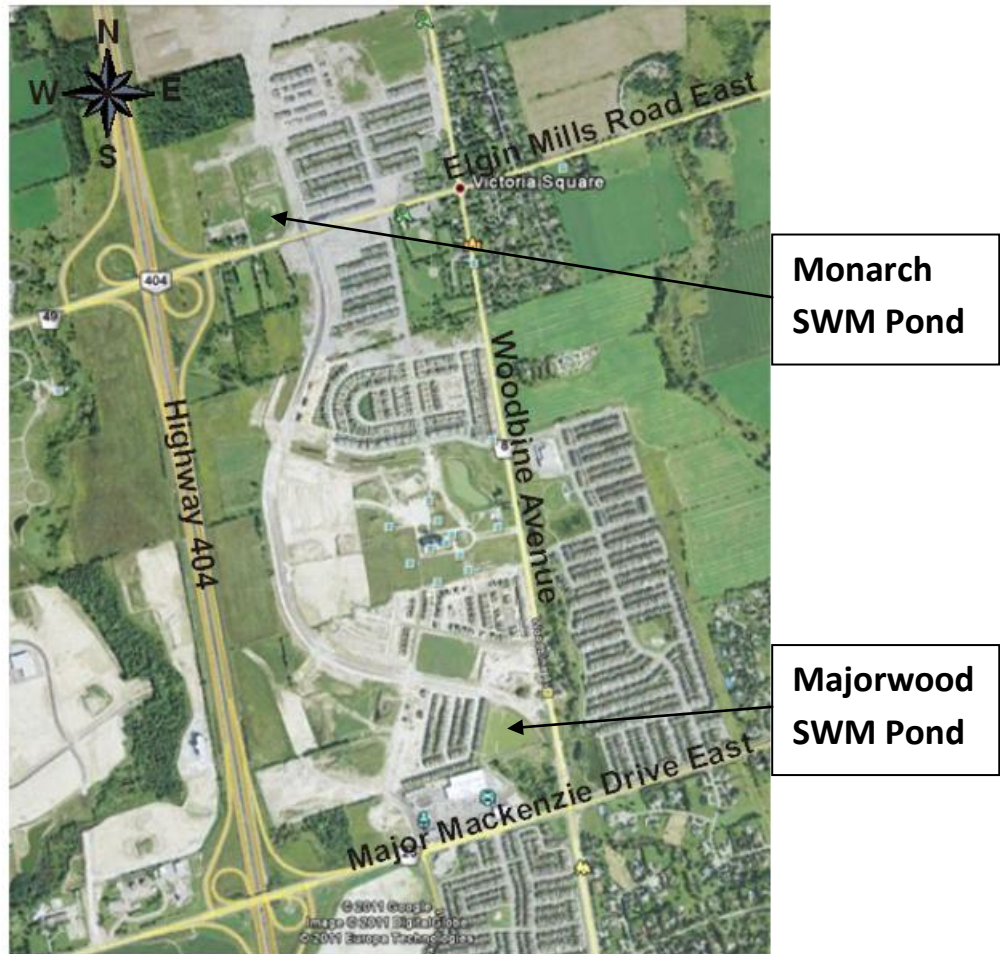 N
W
E
S
Elgin Mills Road East
Victoria Square
404
49
Monarch
SWM Pond
Highway 404
Woodbine Avenue
8
Majorwood
SWM Pond
Major Mackenzie Drive East
© 2011 Google
Image © 2011 DigitalGlobe
© 2011 Europa Technologies